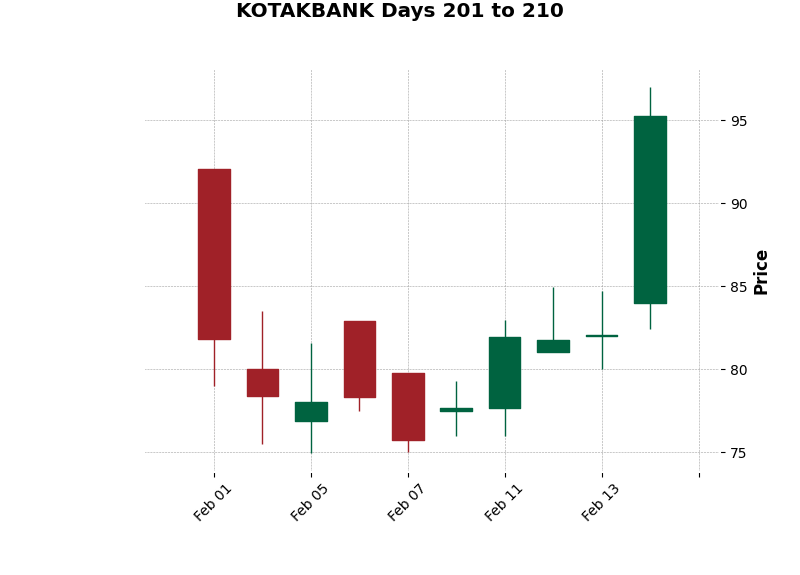 KOTAKBANK Days 201 to 210
95
90
85
80
75
Price
Feb 01
Feb 05
Feb 07
Feb 11
Feb 13